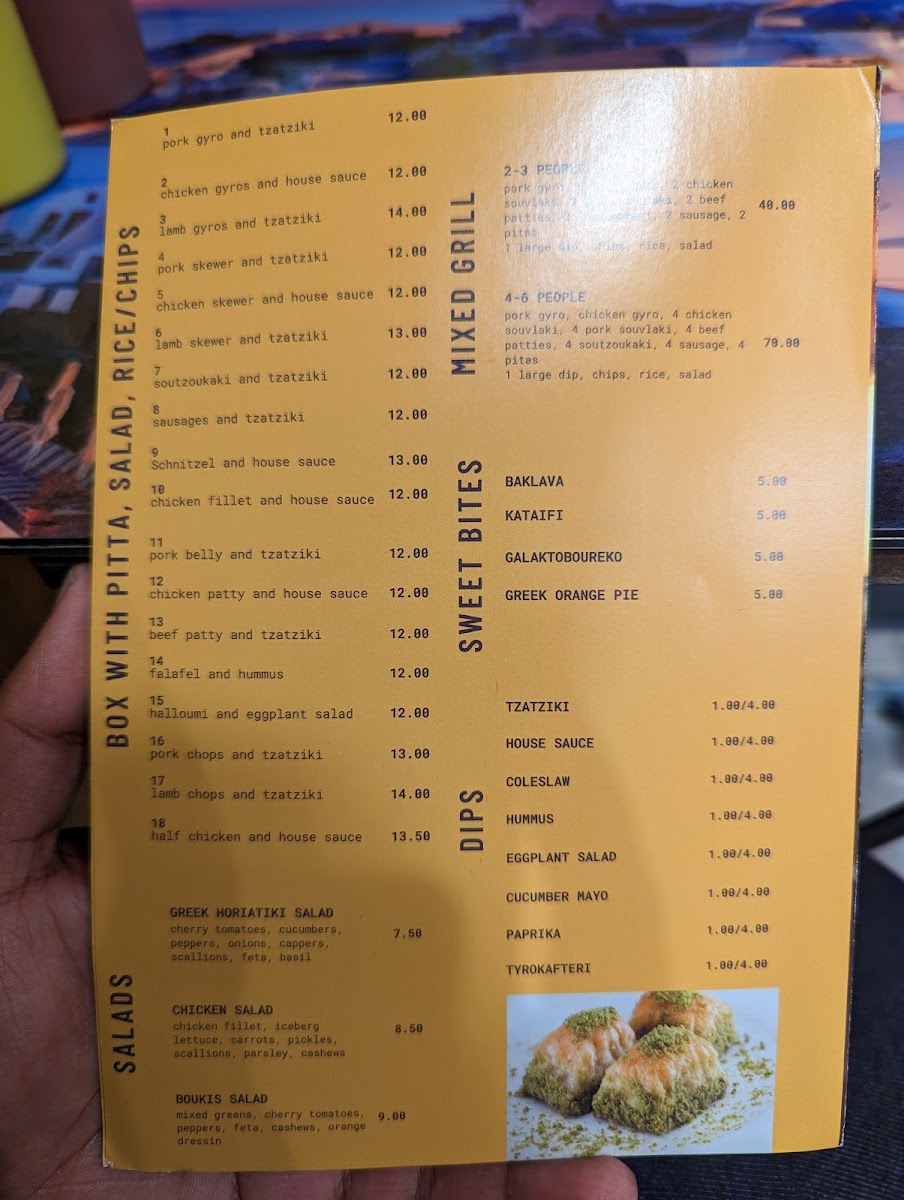 BOX WITH PITTA, SALAD, RICE/CHIPS
1
pork gyro and tzatziki 12.00
2
chicken gyros and house sauce 12.00
3
lamb gyros and tzatziki 14.00
4
pork skewer and tzatziki 12.00
5
chicken skewer and house sauce 12.00
6
lamb skewer and tzatziki 13.00
7
soutzoukaki and tzatziki 12.00
8
sausages and tzatziki 12.00
9
Schnitzel and house sauce 13.00
10
chicken fillet and house sauce 12.00
11
pork belly and tzatziki 12.00
12
chicken patty and house sauce 12.00
13
beef patty and tzatziki 12.00
14
falafel and hummus 12.00
15
halloumi and eggplant salad 12.00
16
pork chops and tzatziki 13.00
17
lamb chops and tzatziki 14.00
18
half chicken and house sauce 13.50
SALADS
GREEK HORIATIKI SALAD
cherry tomatoes, cucumbers,
peppers, onions, cappers, 7.50
scallions, feta, basil
CHICKEN SALAD
chicken fillet, iceberg 8.50
lettuce, carrots, pickles,
scallions, parsley, cashews
BOUKIS SALAD
mixed greens, cherry tomatoes, 9.00
peppers, feta, cashews, orange
dressin
MIXED GRILL
2-3 PEOPLE
pork gyro, 2 chicken
souvlaki, 2 beef 40.00
patties, 2 sausage, 2
pitas
1 large dip, chips, rice, salad
4-6 PEOPLE
pork gyro, chicken gyro, 4 chicken
souvlaki, 4 pork souvlaki, 4 beef
patties, 4 soutzoukaki, 4 sausage, 4 70.00
pitas
1 large dip, chips, rice, salad
SWEET BITES
BAKLAVA 5.00
KATAIFI 5.00
GALAKTOBOUREKO 5.00
GREEK ORANGE PIE 5.00
DIPS
TZATZIKI 1.00/4.00
HOUSE SAUCE 1.00/4.00
COLESLAW 1.00/4.00
HUMMUS 1.00/4.00
EGGPLANT SALAD 1.00/4.00
CUCUMBER MAYO 1.00/4.00
PAPRIKA 1.00/4.00
TYROKAFTERI 1.00/4.00